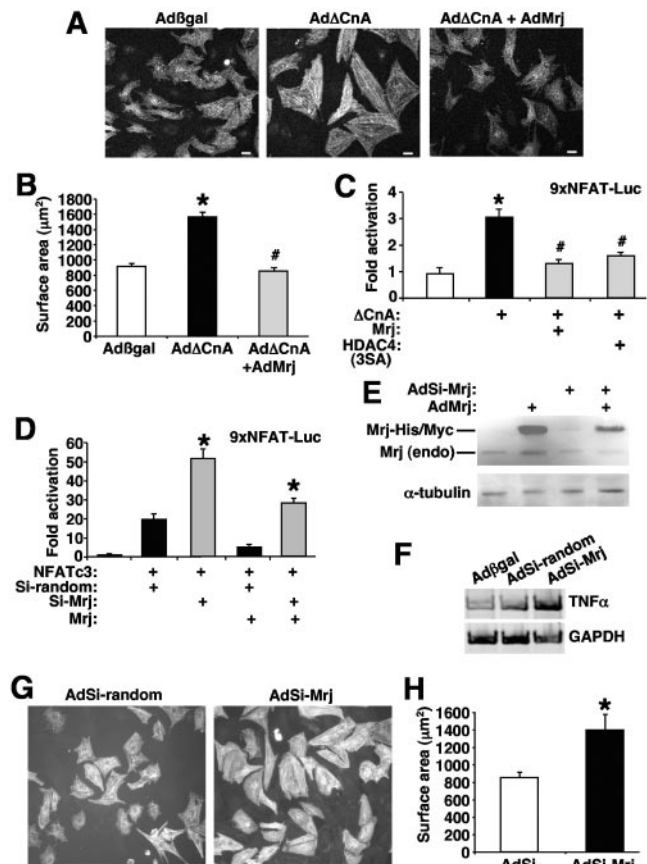 A
Adβgal
AdΔCnA
AdΔCnA + AdMrj
B
Surface area (μm²)
1800
1600
1400
1200
1000
800
600
400
200
0
*
#
Adβgal
AdΔCnA
AdΔCnA
+AdMrj
C
9xNFAT-Luc
Fold activation
4
3
2
1
0
*
#
#
ΔCnA: + + +
Mrj: +
HDAC4: +
(3SA)
D
9xNFAT-Luc
Fold activation
60
50
40
30
20
10
0
*
*
NFATc3: + + + +
Si-random: + +
Si-Mrj: + +
Mrj: + +
E
AdSi-Mrj: + +
AdMrj: + +
Mrj-His/Myc
Mrj (endo)
α-tubulin
F
Adβgal
AdSi-random
AdSi-Mrj
TNFα
GAPDH
G
AdSi-random
AdSi-Mrj
H
Surface area (μm²)
1600
1400
1200
1000
800
600
400
200
0
*
AdSi
AdSi-Mrj